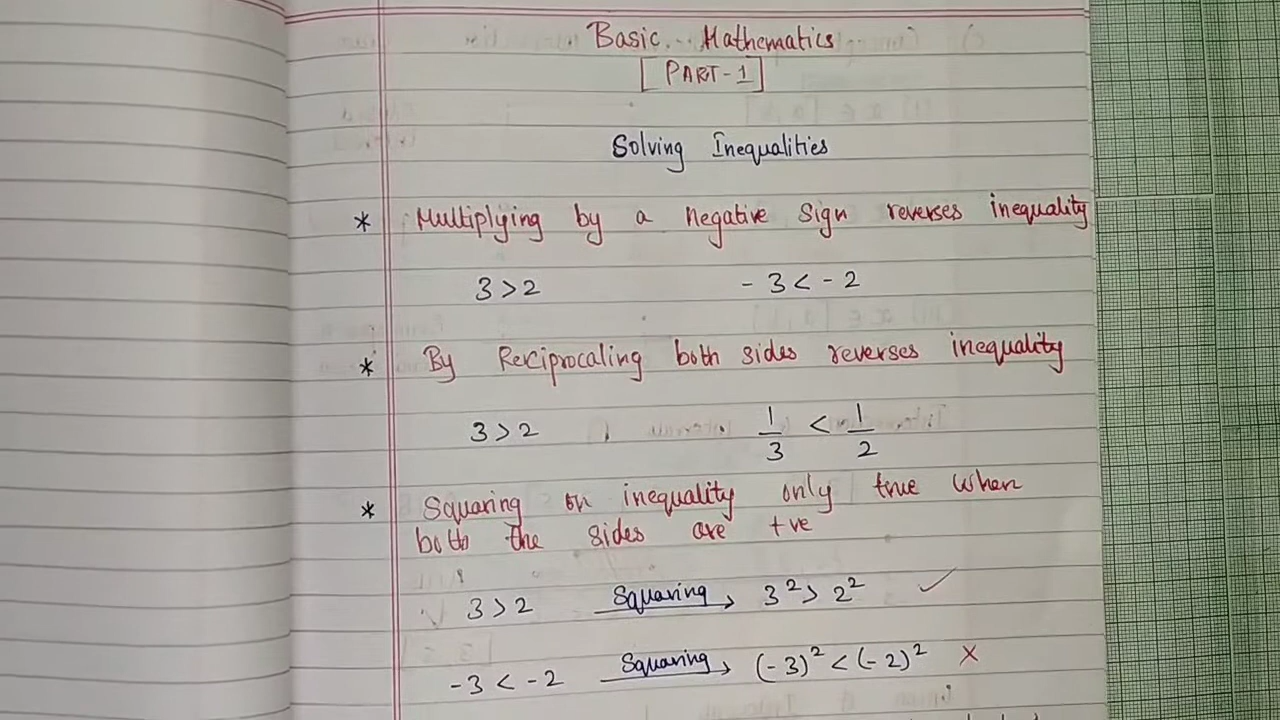 Basic Mathematics
[PART-1]
Solving Inequalities
* Multiplying by a negative sign reverses inequality
3 > 2 - 3 < - 2
* By Reciprocaling both sides reverses inequality
3 > 2 1/3 < 1/2
* Squaring on inequality only true when
both the sides are +ve
3 > 2 Squaring → 3² > 2² ✓
-3 < -2 Squaring → (-3)² < (-2)² ×